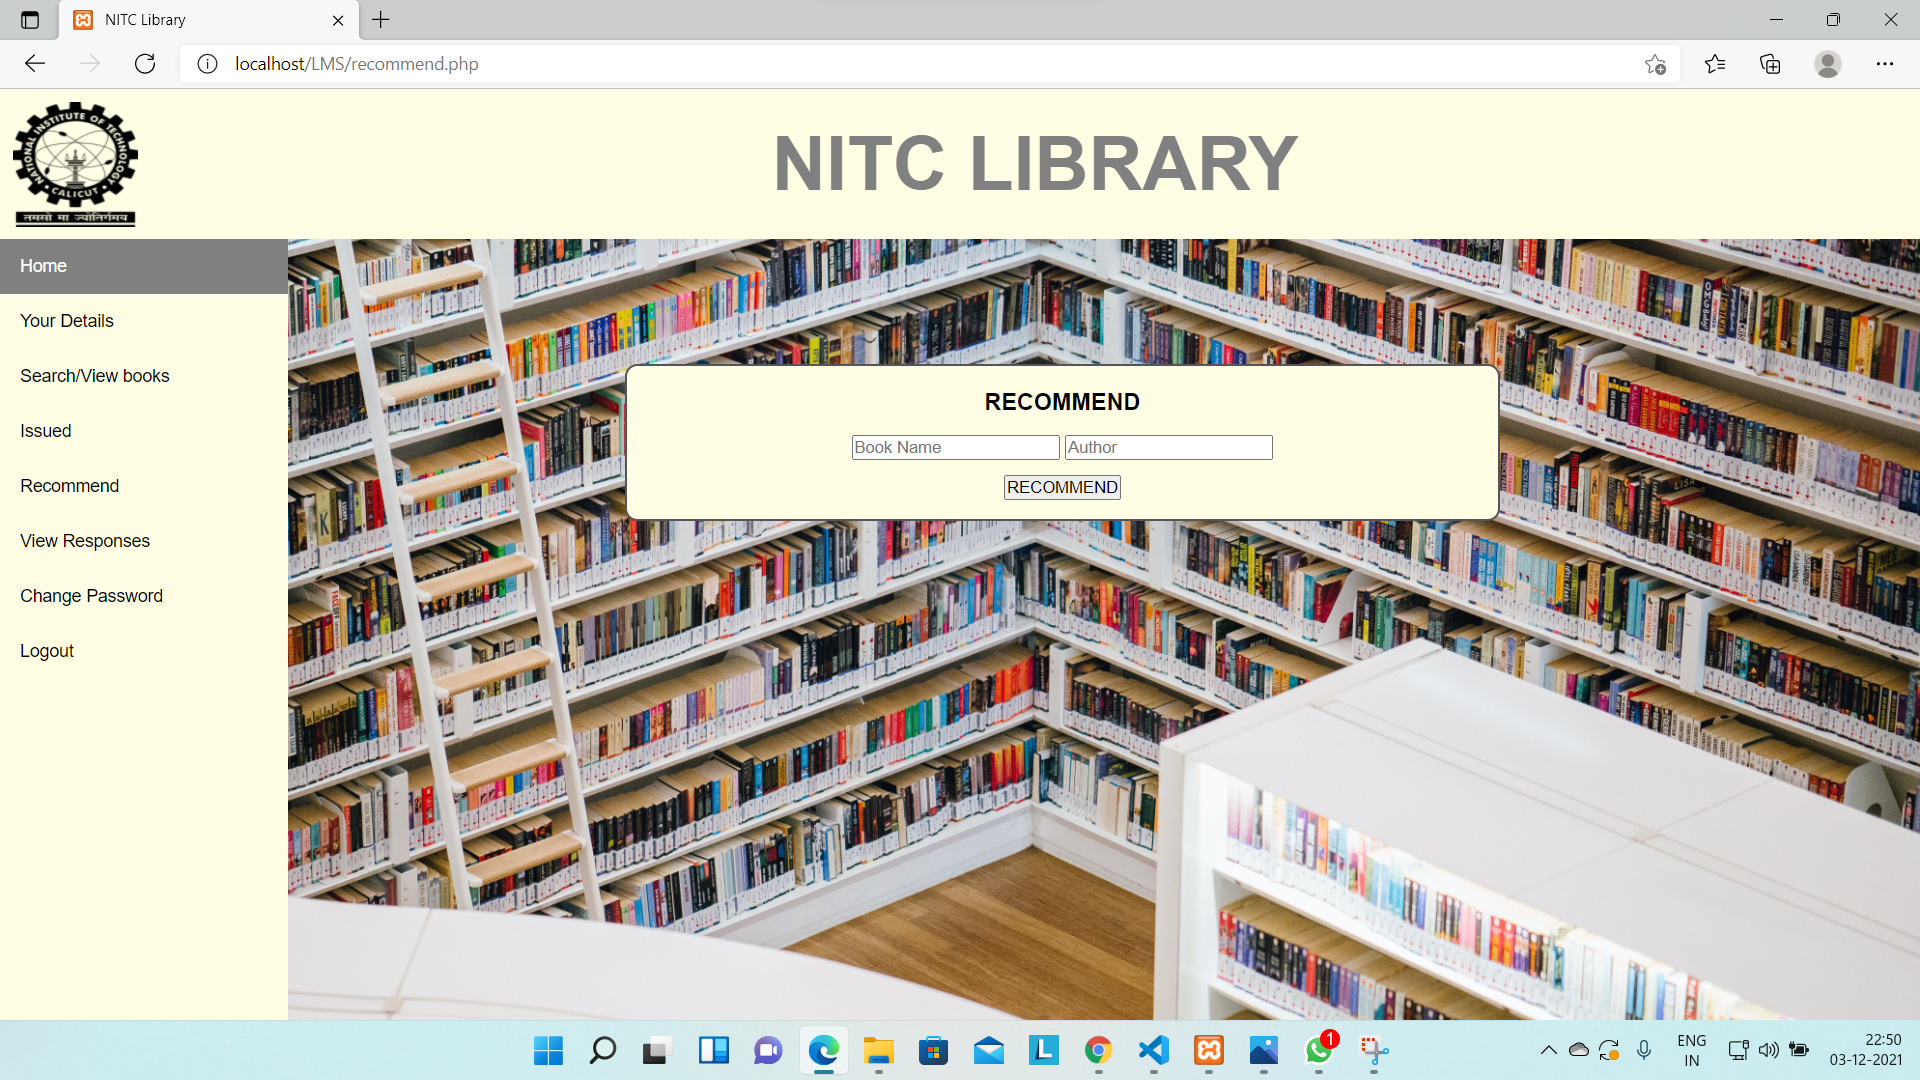 NITC Library
localhost/LMS/recommend.php
NATIONAL INSTITUTE OF TECHNOLOGY
CALICUT
तमसो मा ज्योतिर्गमय
NITC LIBRARY
Home
Your Details
Search/View books
Issued
Recommend
View Responses
Change Password
Logout
RECOMMEND
Book Name Author
RECOMMEND
1
ENG
IN
22:50
03-12-2021